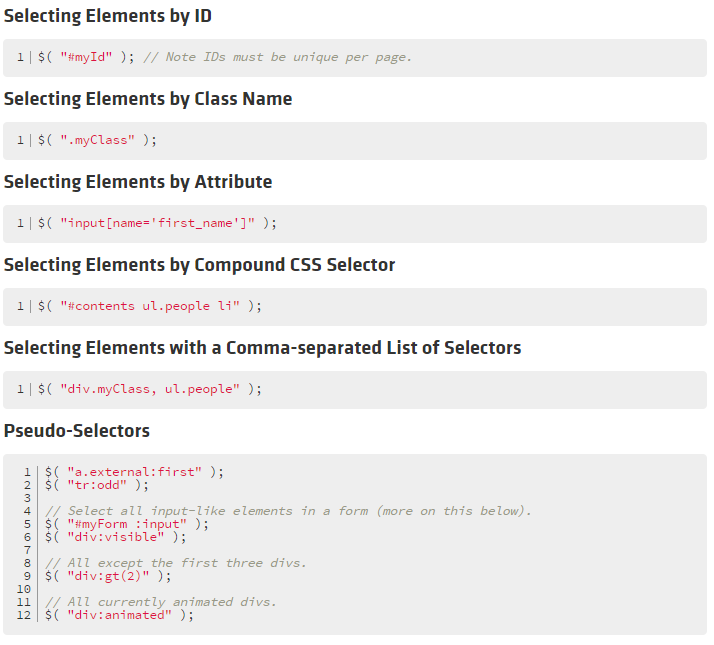 Selecting Elements by ID
1 $( "#myId" ); // Note IDs must be unique per page.
Selecting Elements by Class Name
1 $( ".myClass" );
Selecting Elements by Attribute
1 $( "input[name='first_name']" );
Selecting Elements by Compound CSS Selector
1 $( "#contents ul.people li" );
Selecting Elements with a Comma-separated List of Selectors
1 $( "div.myClass, ul.people" );
Pseudo-Selectors
1 $( "a.external:first" );
2 $( "tr:odd" );
3
4 // Select all input-like elements in a form (more on this below).
5 $( "#myForm :input" );
6 $( "div:visible" );
7
8 // All except the first three divs.
9 $( "div:gt(2)" );
10
11 // All currently animated divs.
12 $( "div:animated" );